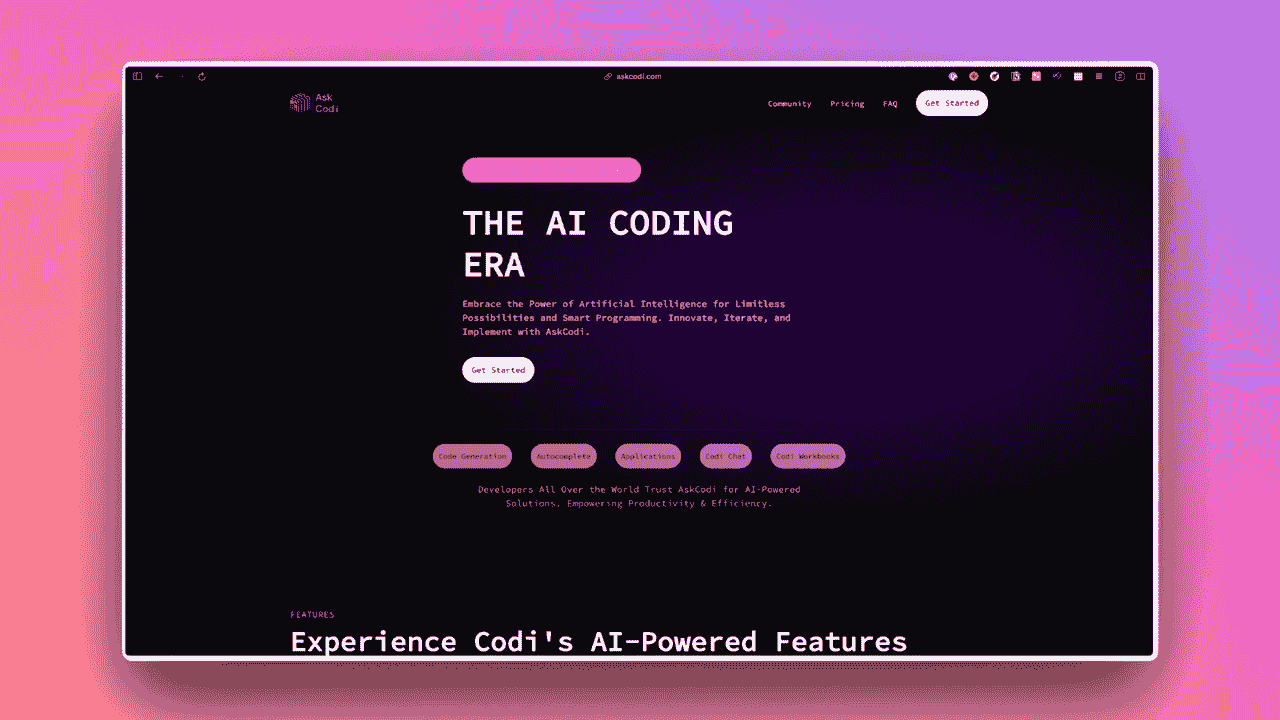 askcodi.com
Ask
Codi
Community Pricing FAQ Get Started
THE AI CODING
ERA
Embrace the Power of Artificial Intelligence for Limitless
Possibilities and Smart Programming. Innovate, Iterate, and
Implement with AskCodi.
Get Started
Code Generation Autocomplete Applications Codi Chat Codi Workbooks
Developers All Over the World Trust AskCodi for AI-Powered
Solutions. Empowering Productivity & Efficiency.
FEATURES
Experience Codi's AI-Powered Features